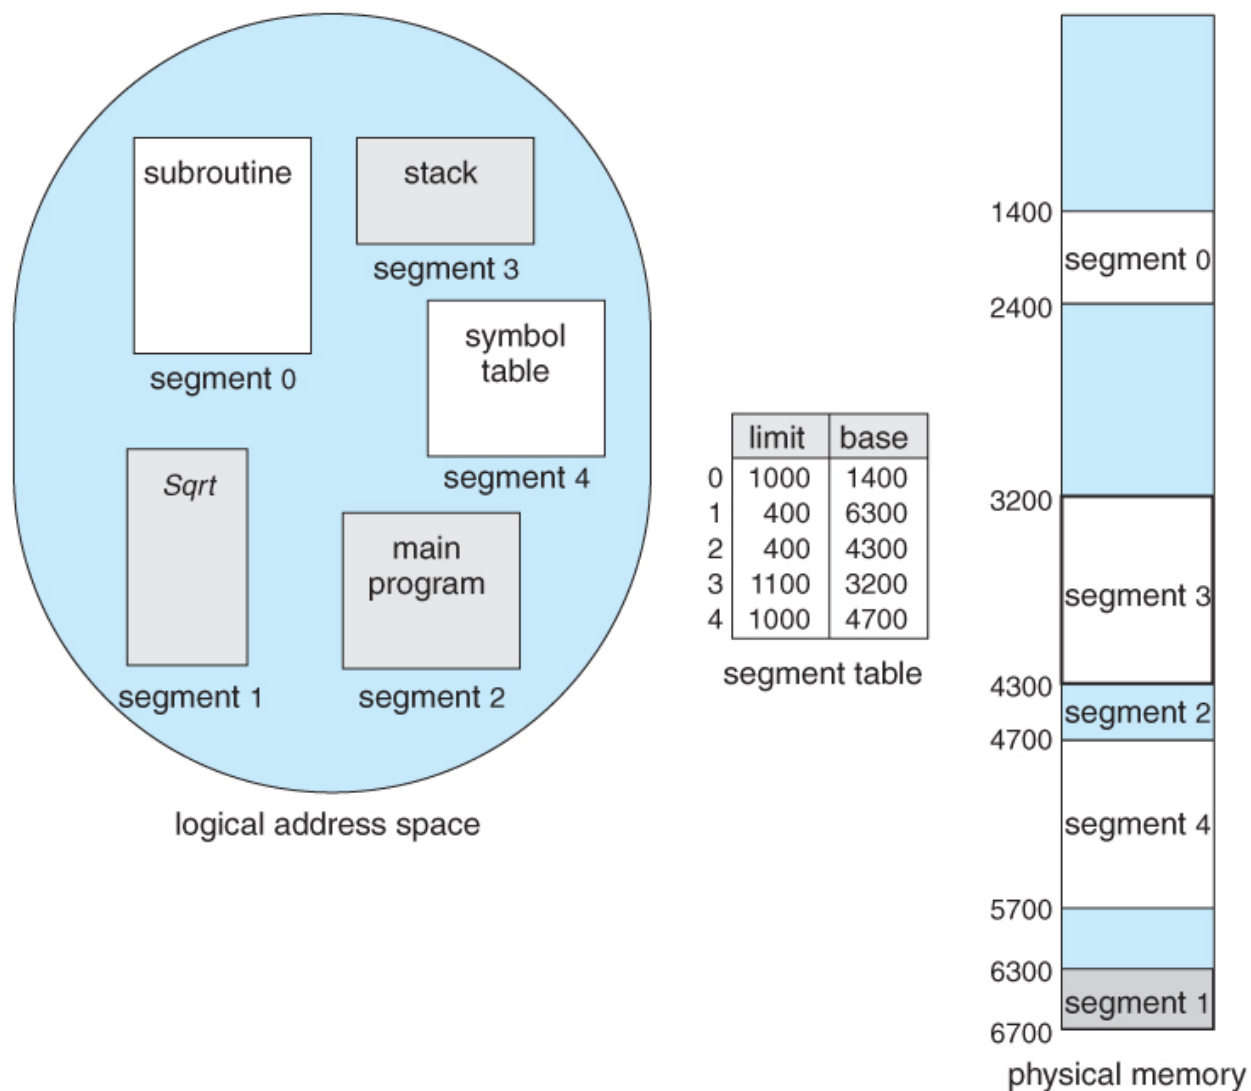 subroutine
segment 0
stack
segment 3
symbol
table
segment 4
Sqrt
segment 1
main
program
segment 2
logical address space
limit base
0 1000 1400
1 400 6300
2 400 4300
3 1100 3200
4 1000 4700
segment table
1400
segment 0
2400
3200
segment 3
4300
segment 2
4700
segment 4
5700
6300
segment 1
6700
physical memory